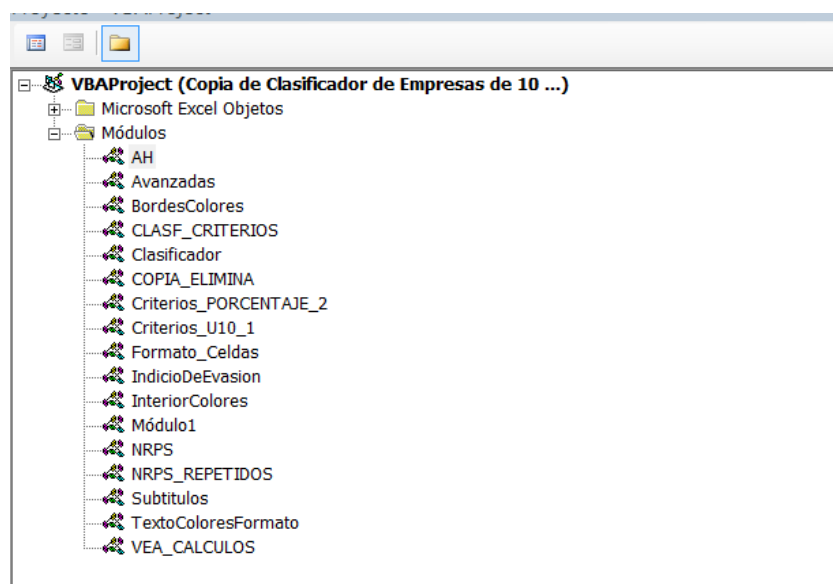 VBAProject (Copia de Clasificador de Empresas de 10 ...)
Microsoft Excel Objetos
Módulos
AH
Avanzadas
BordesColores
CLASF_CRITERIOS
Clasificador
COPIA_ELIMINA
Criterios_PORCENTAJE_2
Criterios_U10_1
Formato_Celdas
IndicioDeEvasion
InteriorColores
Módulo1
NRPS
NRPS_REPETIDOS
Subtitulos
TextoColoresFormato
VEA_CALCULOS